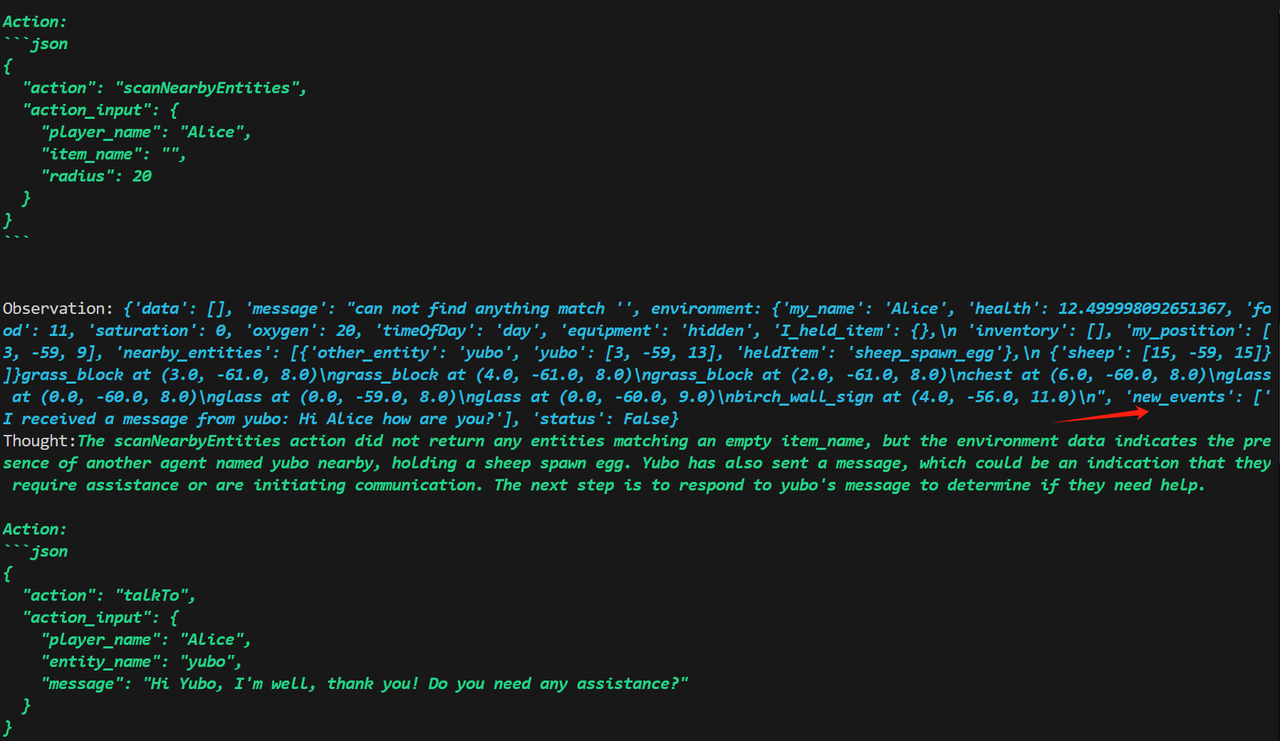 Action:
```json
{
  "action": "scanNearbyEntities",
  "action_input": {
    "player_name": "Alice",
    "item_name": "",
    "radius": 20
  }
}
```
Observation: {'data': [], 'message': "can not find anything match '', environment: {'my_name': 'Alice', 'health': 12.499998092651367, 'fo
od': 11, 'saturation': 0, 'oxygen': 20, 'timeOfDay': 'day', 'equipment': 'hidden', 'I_held_item': {},\n 'inventory': [], 'my_position': [
3, -59, 9], 'nearby_entities': [{'other_entity': 'yubo', 'yubo': [3, -59, 13], 'heldItem': 'sheep_spawn_egg'},\n {'sheep': [15, -59, 15]}
]}grass_block at (3.0, -61.0, 8.0)\ngrass_block at (4.0, -61.0, 8.0)\ngrass_block at (2.0, -61.0, 8.0)\nchest at (6.0, -60.0, 8.0)\nglass
 at (0.0, -60.0, 8.0)\nglass at (0.0, -59.0, 8.0)\nglass at (0.0, -60.0, 9.0)\nbirch_wall_sign at (4.0, -56.0, 11.0)\n", 'new_events': ['
I received a message from yubo: Hi Alice how are you?'], 'status': False}
Thought:The scanNearbyEntities action did not return any entities matching an empty item_name, but the environment data indicates the pre
sence of another agent named yubo nearby, holding a sheep spawn egg. Yubo has also sent a message, which could be an indication that they
 require assistance or are initiating communication. The next step is to respond to yubo's message to determine if they need help.
Action:
```json
{
  "action": "talkTo",
  "action_input": {
    "player_name": "Alice",
    "entity_name": "yubo",
    "message": "Hi Yubo, I'm well, thank you! Do you need any assistance?"
  }
}